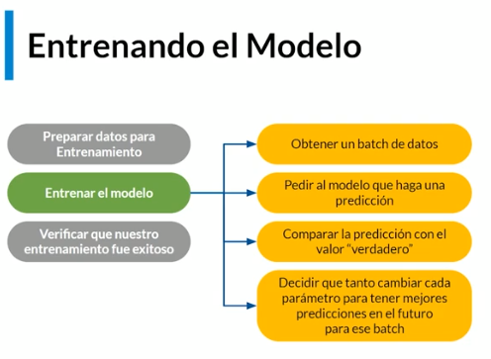 Entrenando el Modelo
Preparar datos para
Entrenamiento
Entrenar el modelo
Verificar que nuestro
entrenamiento fue exitoso
Obtener un batch de datos
Pedir al modelo que haga una
predicción
Comparar la predicción con el
valor “verdadero”
Decidir que tanto cambiar cada
parámetro para tener mejores
predicciones en el futuro
para ese batch